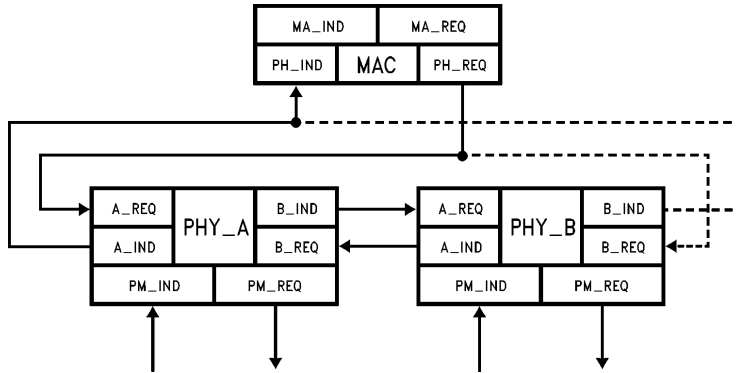 MA_IND MA_REQ
PH_IND MAC PH_REQ
A_REQ PHY_A B_IND A_REQ PHY_B B_IND
A_IND B_REQ A_IND B_REQ
PM_IND PM_REQ PM_IND PM_REQ